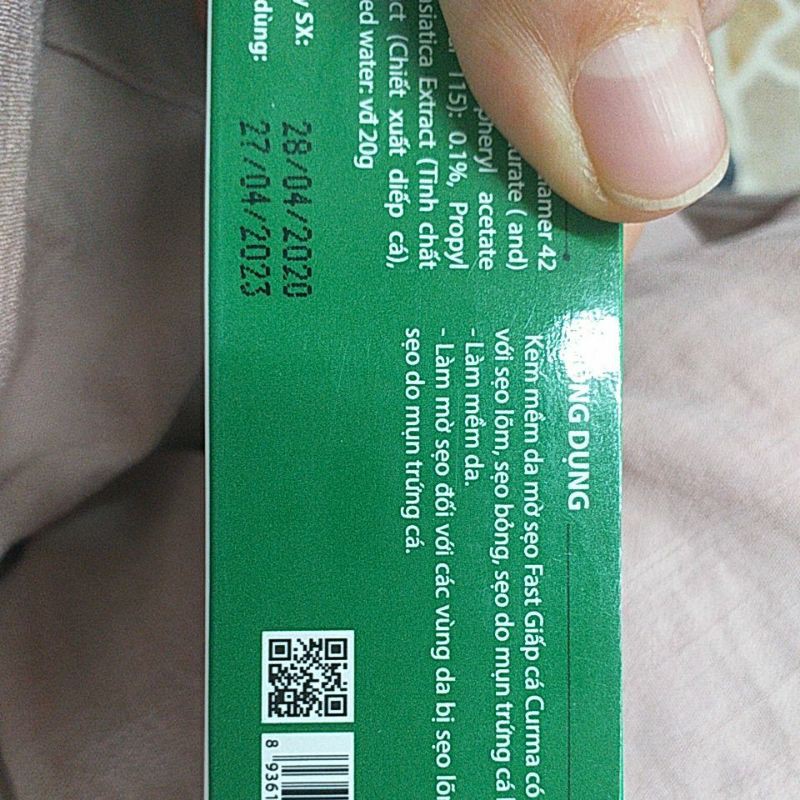 amer 42
urate ( and)
pheryl acetate
115): 0.1%, Propyl
asiatica Extract (Tinh chất
ct (Chiết xuất diếp cá),
ed water: vđ 20g
SX:
dùng:
28/04/2020
27/04/2023
DỤNG
Kem mềm da mờ sẹo Fast Giấp cá Curma có
với sẹo lõm, sẹo bỏng, sẹo do mụn trứng cá
- Làm mềm da.
- Làm mờ sẹo đối với các vùng da bị sẹo lõ
sẹo do mụn trứng cá.
8 9361